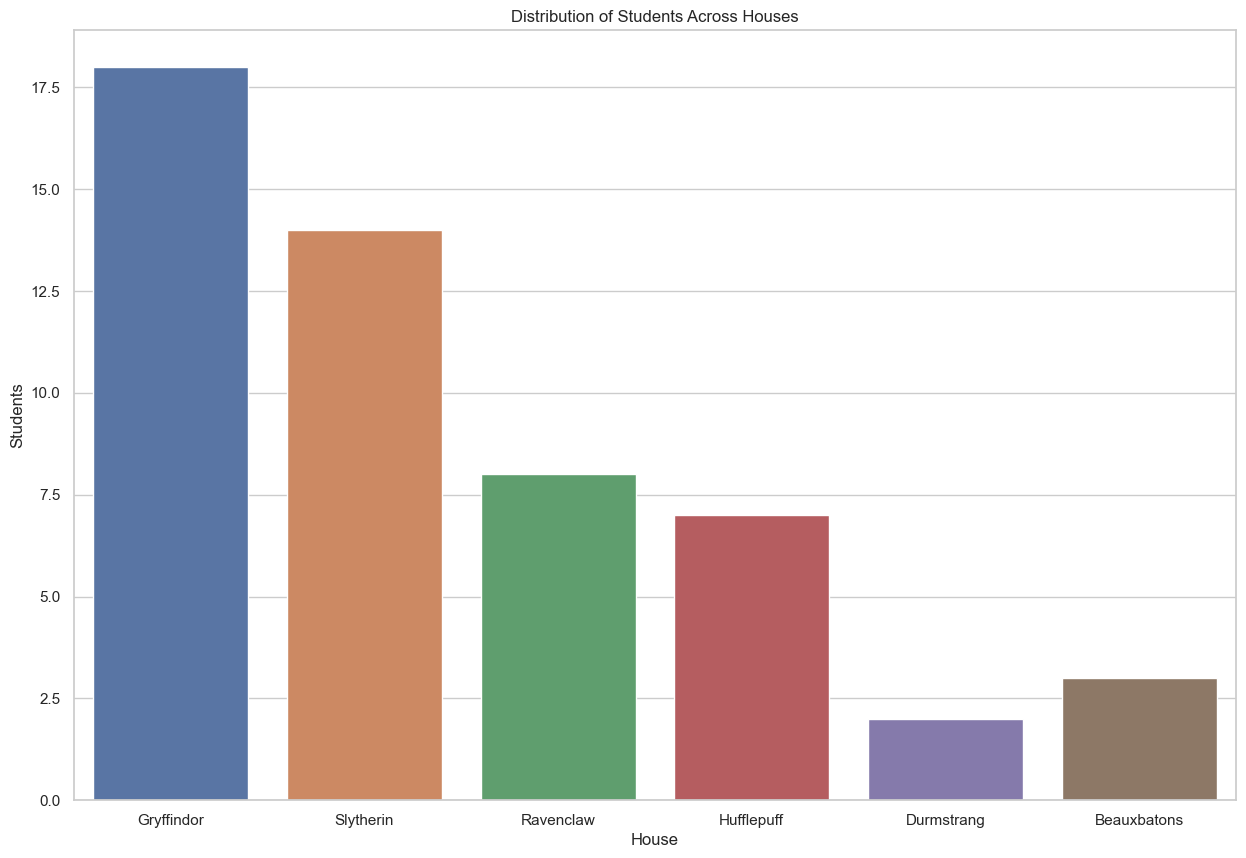 Distribution of Students Across Houses
Students
17.5
15.0
12.5
10.0
7.5
5.0
2.5
0.0
Gryffindor Slytherin Ravenclaw Hufflepuff Durmstrang Beauxbatons
House